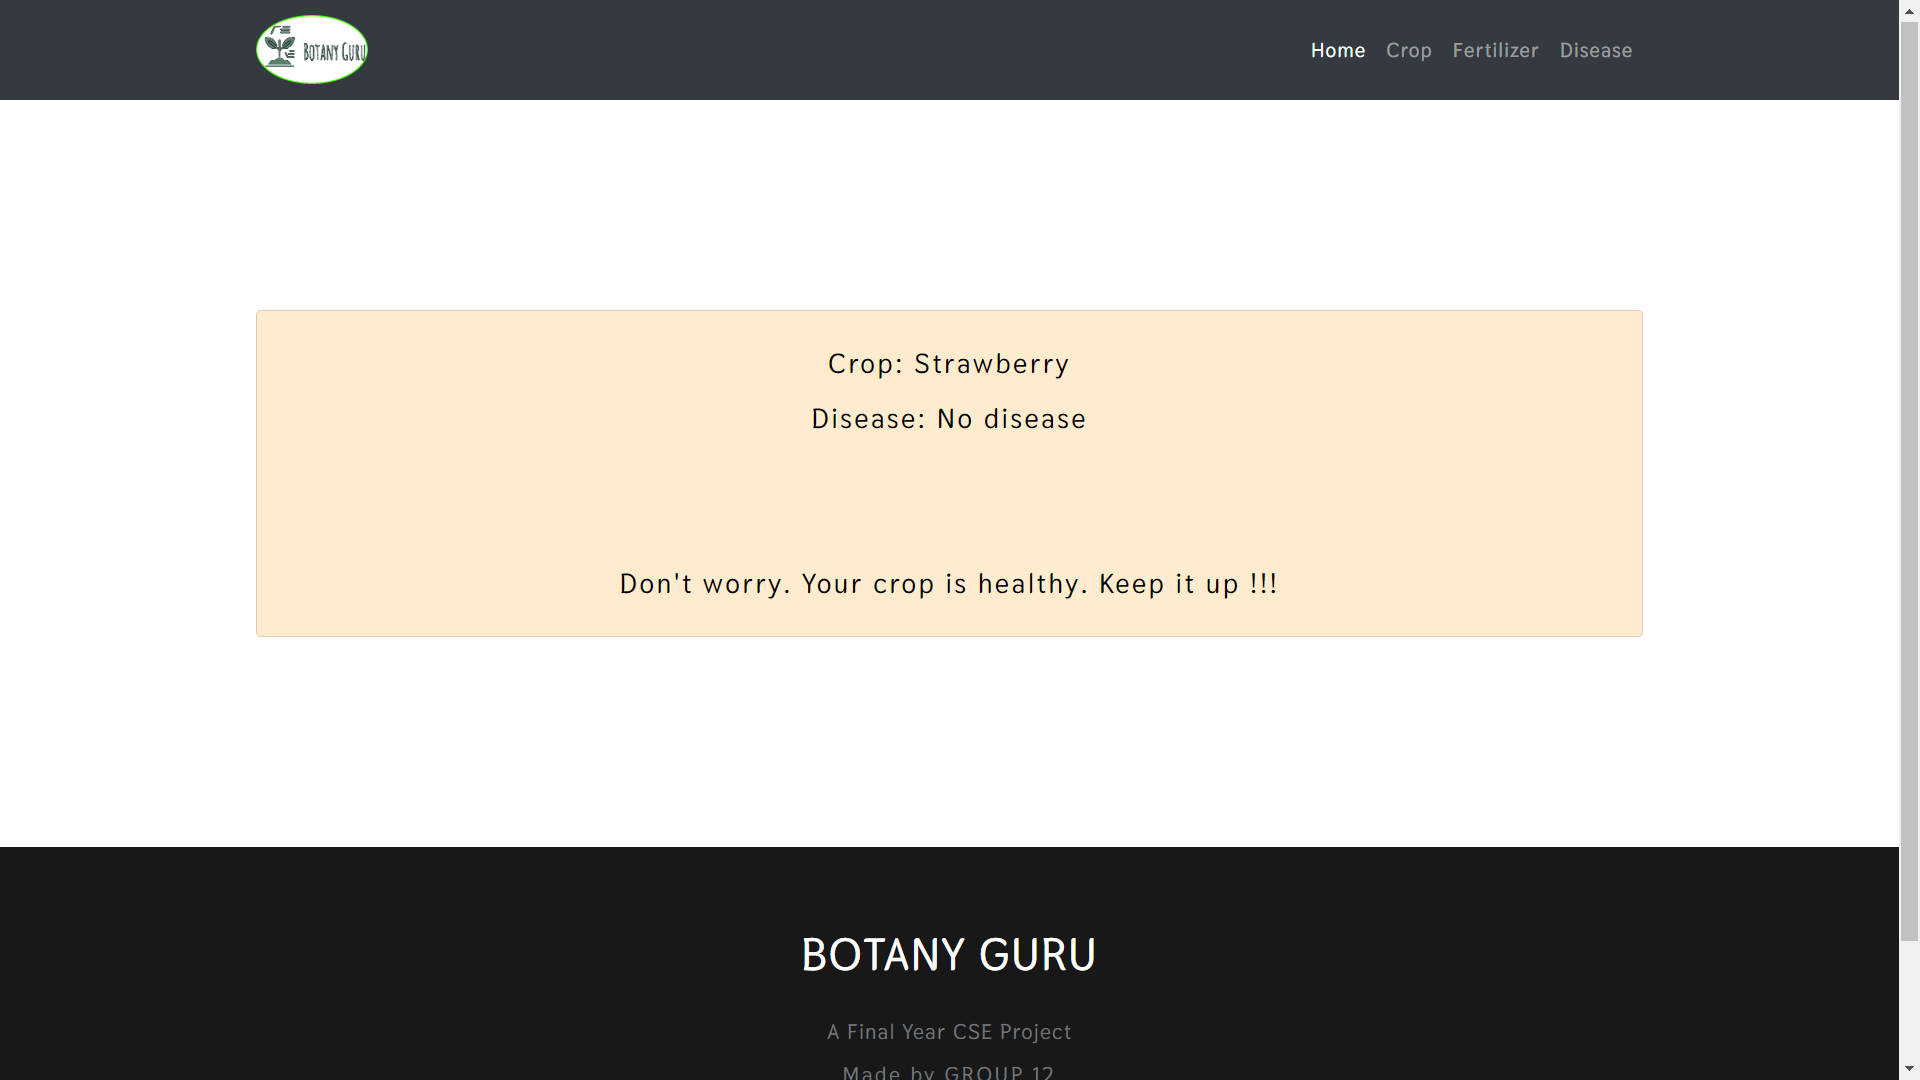 Botany Guru
Home Crop Fertilizer Disease
Crop: Strawberry
Disease: No disease
Don't worry. Your crop is healthy. Keep it up !!!
BOTANY GURU
A Final Year CSE Project
Made by GROUP 12